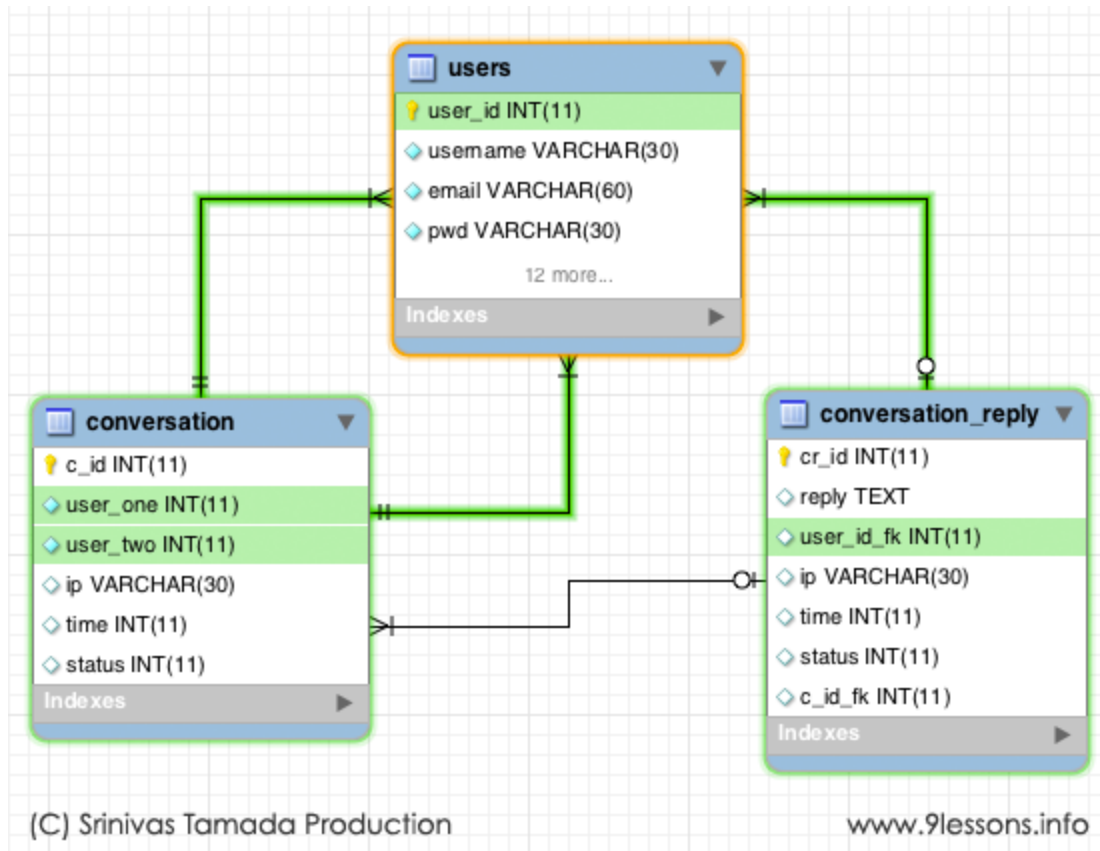 users
user_id INT(11)
username VARCHAR(30)
email VARCHAR(60)
pwd VARCHAR(30)
12 more...
Indexes
conversation
c_id INT(11)
user_one INT(11)
user_two INT(11)
ip VARCHAR(30)
time INT(11)
status INT(11)
Indexes
conversation_reply
cr_id INT(11)
reply TEXT
user_id_fk INT(11)
ip VARCHAR(30)
time INT(11)
status INT(11)
c_id_fk INT(11)
Indexes
(C) Srinivas Tamada Production
www.9lessons.info